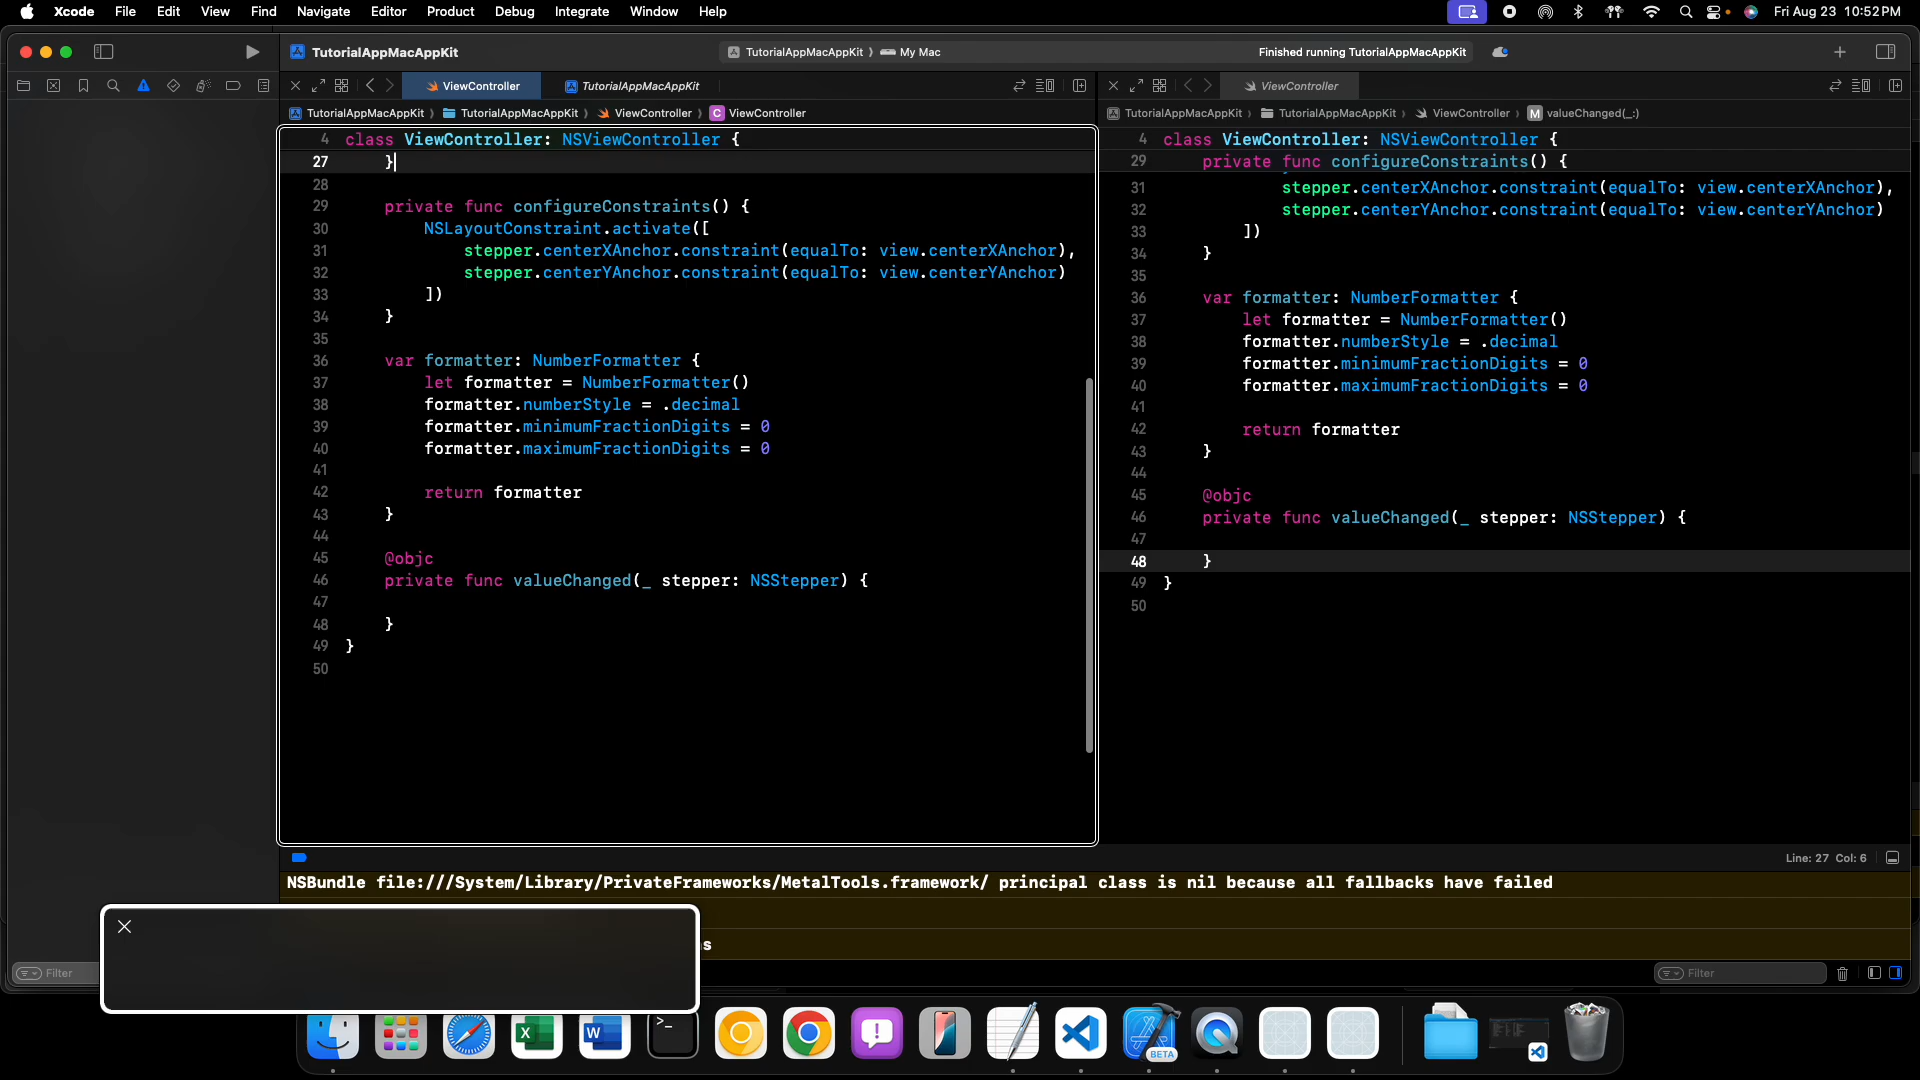 Xcode File Edit View Find Navigate Editor Product Debug Integrate Window Help Fri Aug 23 10:52 PM
TutorialAppMacAppKit TutorialAppMacAppKit 〉 My Mac Finished running TutorialAppMacAppKit
ViewController TutorialAppMacAppKit
TutorialAppMacAppKit 〉 TutorialAppMacAppKit 〉 ViewController 〉 C ViewController
4 class ViewController: NSViewController {
27 }
28
29 private func configureConstraints() {
30 NSLayoutConstraint.activate([
31 stepper.centerXAnchor.constraint(equalTo: view.centerXAnchor),
32 stepper.centerYAnchor.constraint(equalTo: view.centerYAnchor)
33 ])
34 }
35
36 var formatter: NumberFormatter {
37 let formatter = NumberFormatter()
38 formatter.numberStyle = .decimal
39 formatter.minimumFractionDigits = 0
40 formatter.maximumFractionDigits = 0
41
42 return formatter
43 }
44
45 @objc
46 private func valueChanged(_ stepper: NSStepper) {
47
48 }
49 }
50
ViewController
TutorialAppMacAppKit 〉 TutorialAppMacAppKit 〉 ViewController 〉 M valueChanged(_:)
4 class ViewController: NSViewController {
29 private func configureConstraints() {
31 stepper.centerXAnchor.constraint(equalTo: view.centerXAnchor),
32 stepper.centerYAnchor.constraint(equalTo: view.centerYAnchor)
33 ])
34 }
35
36 var formatter: NumberFormatter {
37 let formatter = NumberFormatter()
38 formatter.numberStyle = .decimal
39 formatter.minimumFractionDigits = 0
40 formatter.maximumFractionDigits = 0
41
42 return formatter
43 }
44
45 @objc
46 private func valueChanged(_ stepper: NSStepper) {
47
48 }
49 }
50
Line: 27 Col: 6
NSBundle file:///System/Library/PrivateFrameworks/MetalTools.framework/ principal class is nil because all fallbacks have failed
Filter
Filter
BETA